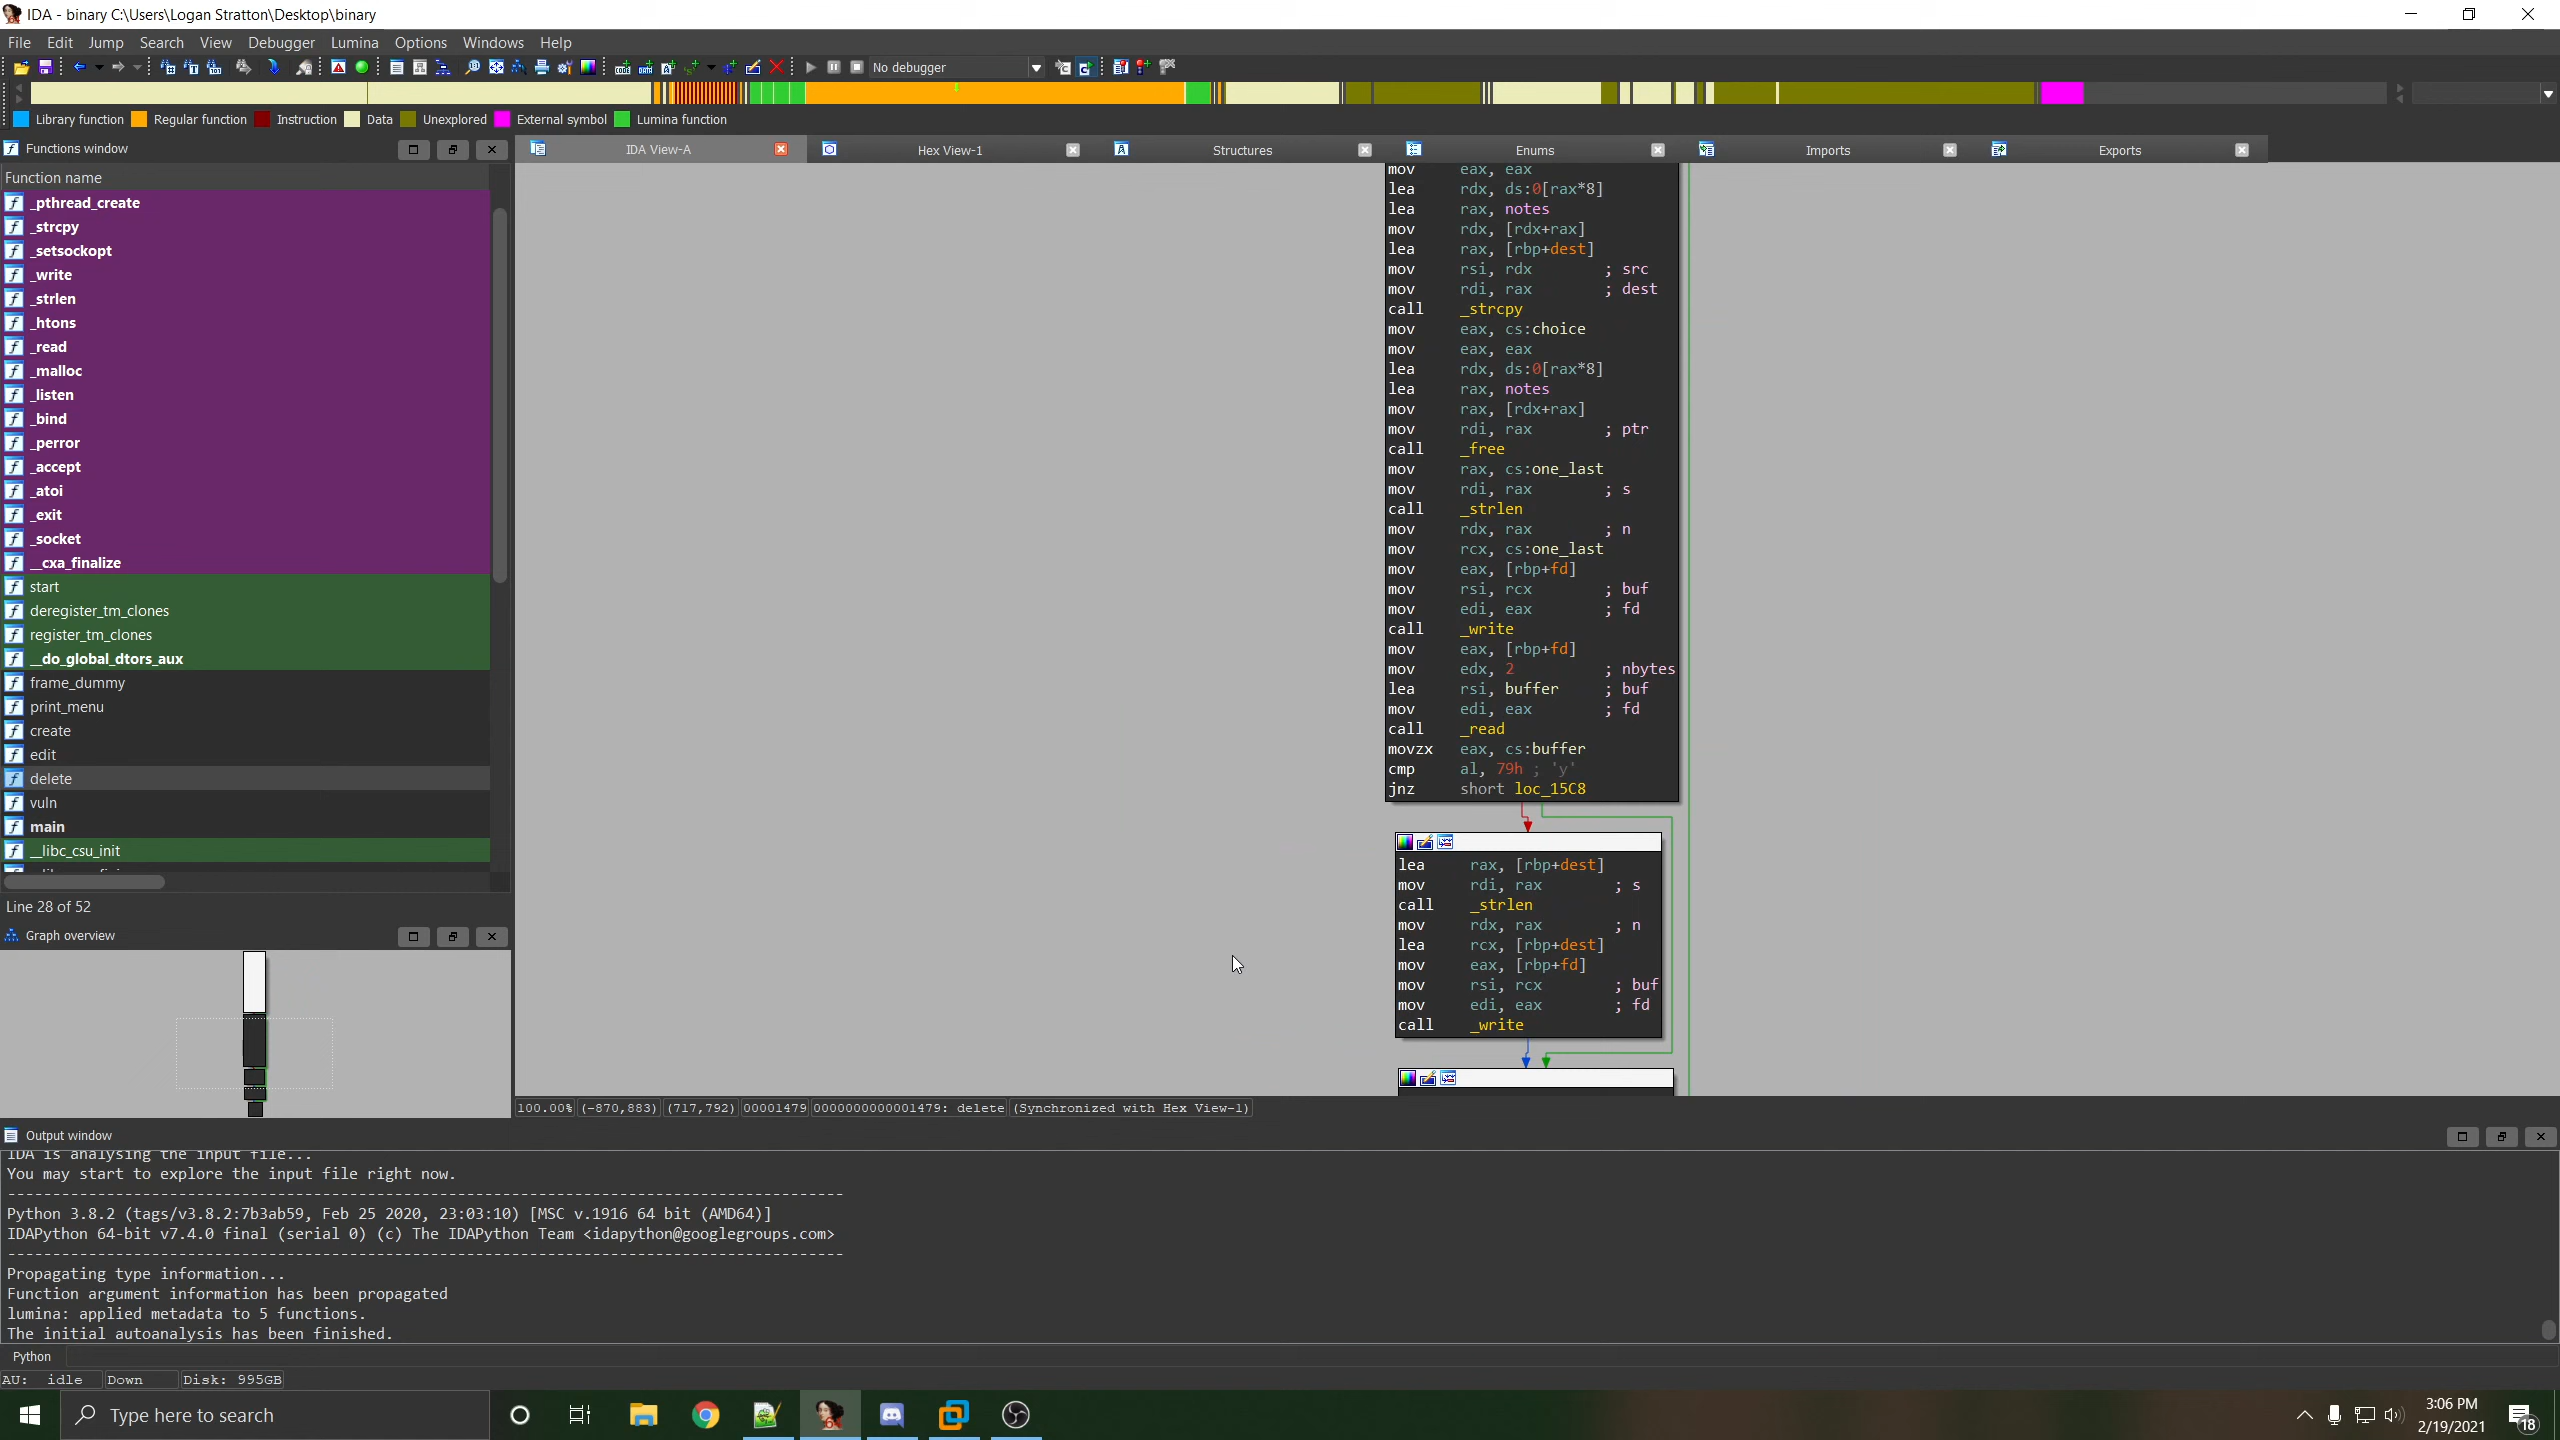 IDA - binary C:\Users\Logan Stratton\Desktop\binary
File Edit Jump Search View Debugger Lumina Options Windows Help
No debugger
Library function Regular function Instruction Data Unexplored External symbol Lumina function
Functions window
IDA View-A Hex View-1 Structures Enums Imports Exports
Function name
_pthread_create
_strcpy
_setsockopt
_write
_strlen
_htons
_read
_malloc
_listen
_bind
_perror
_accept
_atoi
_exit
_socket
__cxa_finalize
start
deregister_tm_clones
register_tm_clones
__do_global_dtors_aux
frame_dummy
print_menu
create
edit
delete
vuln
main
__libc_csu_init
Line 28 of 52
Graph overview
mov eax, eax
lea rdx, ds:0[rax*8]
lea rax, notes
mov rdx, [rdx+rax]
lea rax, [rbp+dest]
mov rsi, rdx ; src
mov rdi, rax ; dest
call _strcpy
mov eax, cs:choice
mov eax, eax
lea rdx, ds:0[rax*8]
lea rax, notes
mov rax, [rdx+rax]
mov rdi, rax ; ptr
call _free
mov rax, cs:one_last
mov rdi, rax ; s
call _strlen
mov rdx, rax ; n
mov rcx, cs:one_last
mov eax, [rbp+fd]
mov rsi, rcx ; buf
mov edi, eax ; fd
call _write
mov eax, [rbp+fd]
mov edx, 2 ; nbytes
lea rsi, buffer ; buf
mov edi, eax ; fd
call _read
movzx eax, cs:buffer
cmp al, 79h ; 'y'
jnz short loc_15C8
lea rax, [rbp+dest]
mov rdi, rax ; s
call _strlen
mov rdx, rax ; n
lea rcx, [rbp+dest]
mov eax, [rbp+fd]
mov rsi, rcx ; buf
mov edi, eax ; fd
call _write
100.00% (-870,883) (717,792) 00001479 0000000000001479: delete (Synchronized with Hex View-1)
Output window
IDA is analysing the input file...
You may start to explore the input file right now.
---------------------------------------------------------------------------------------------
Python 3.8.2 (tags/v3.8.2:7b3ab59, Feb 25 2020, 23:03:10) [MSC v.1916 64 bit (AMD64)]
IDAPython 64-bit v7.4.0 final (serial 0) (c) The IDAPython Team <idapython@googlegroups.com>
---------------------------------------------------------------------------------------------
Propagating type information...
Function argument information has been propagated
lumina: applied metadata to 5 functions.
The initial autoanalysis has been finished.
Python
AU: idle Down Disk: 995GB
Type here to search
64
3:06 PM
2/19/2021
18